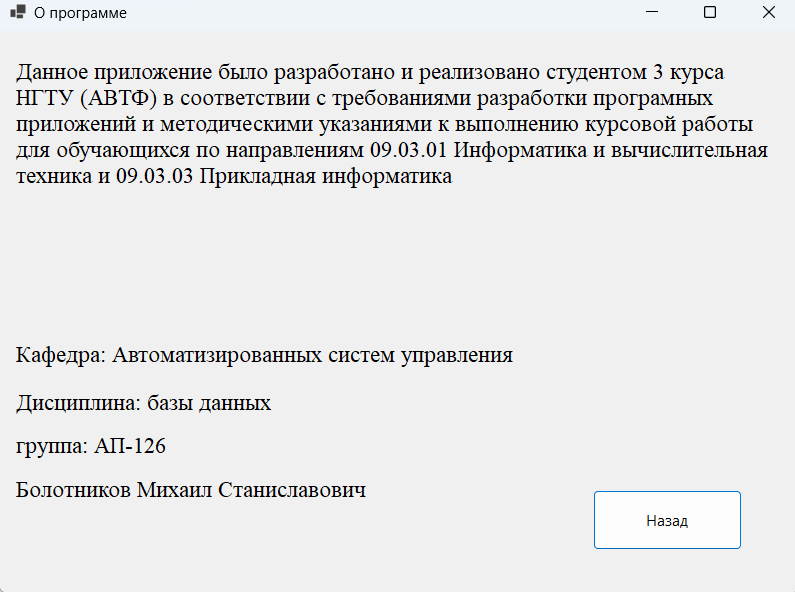 О программе
Данное приложение было разработано и реализовано студентом 3 курса
НГТУ (АВТФ) в соответствии с требованиями разработки програмных
приложений и методическими указаниями к выполнению курсовой работы
для обучающихся по направлениям 09.03.01 Информатика и вычислительная
техника и 09.03.03 Прикладная информатика
Кафедра: Автоматизированных систем управления
Дисциплина: базы данных
группа: АП-126
Болотников Михаил Станиславович
Назад